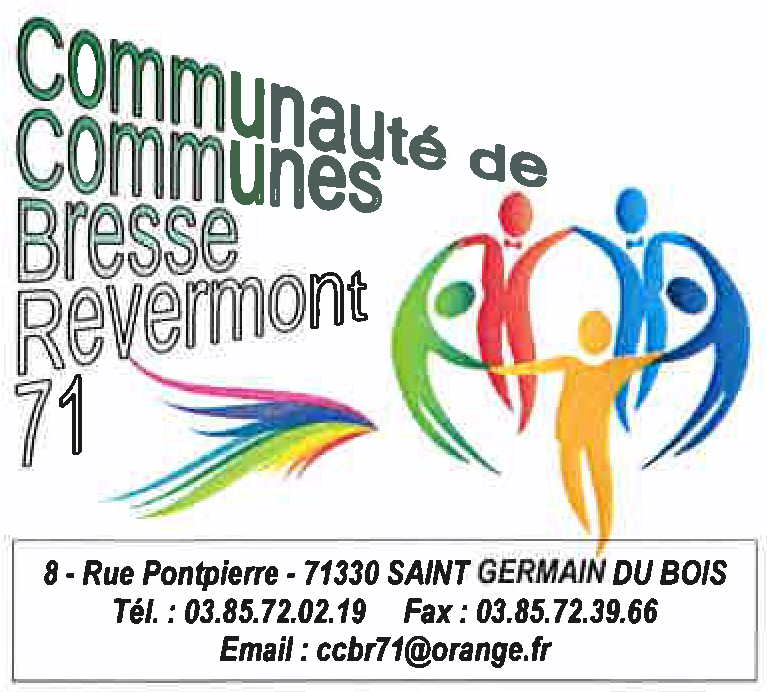 Communauté de
Communes
Bresse
Revermont
71
8 - Rue Pontpierre - 71330 SAINT GERMAIN DU BOIS
Tél. : 03.85.72.02.19 Fax : 03.85.72.39.66
Email : ccbr71@orange.fr